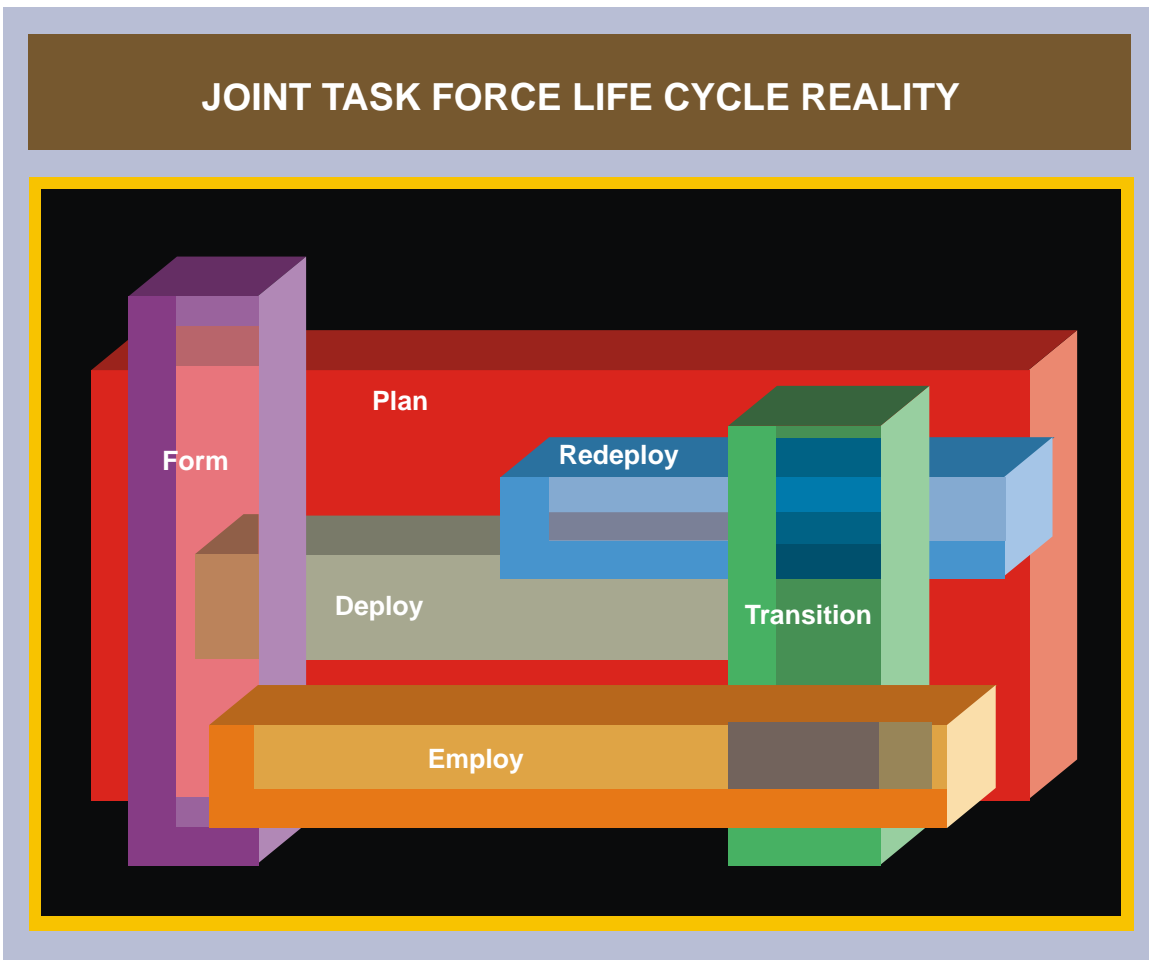 JOINT TASK FORCE LIFE CYCLE REALITY
Plan
Form
Redeploy
Deploy
Transition
Employ